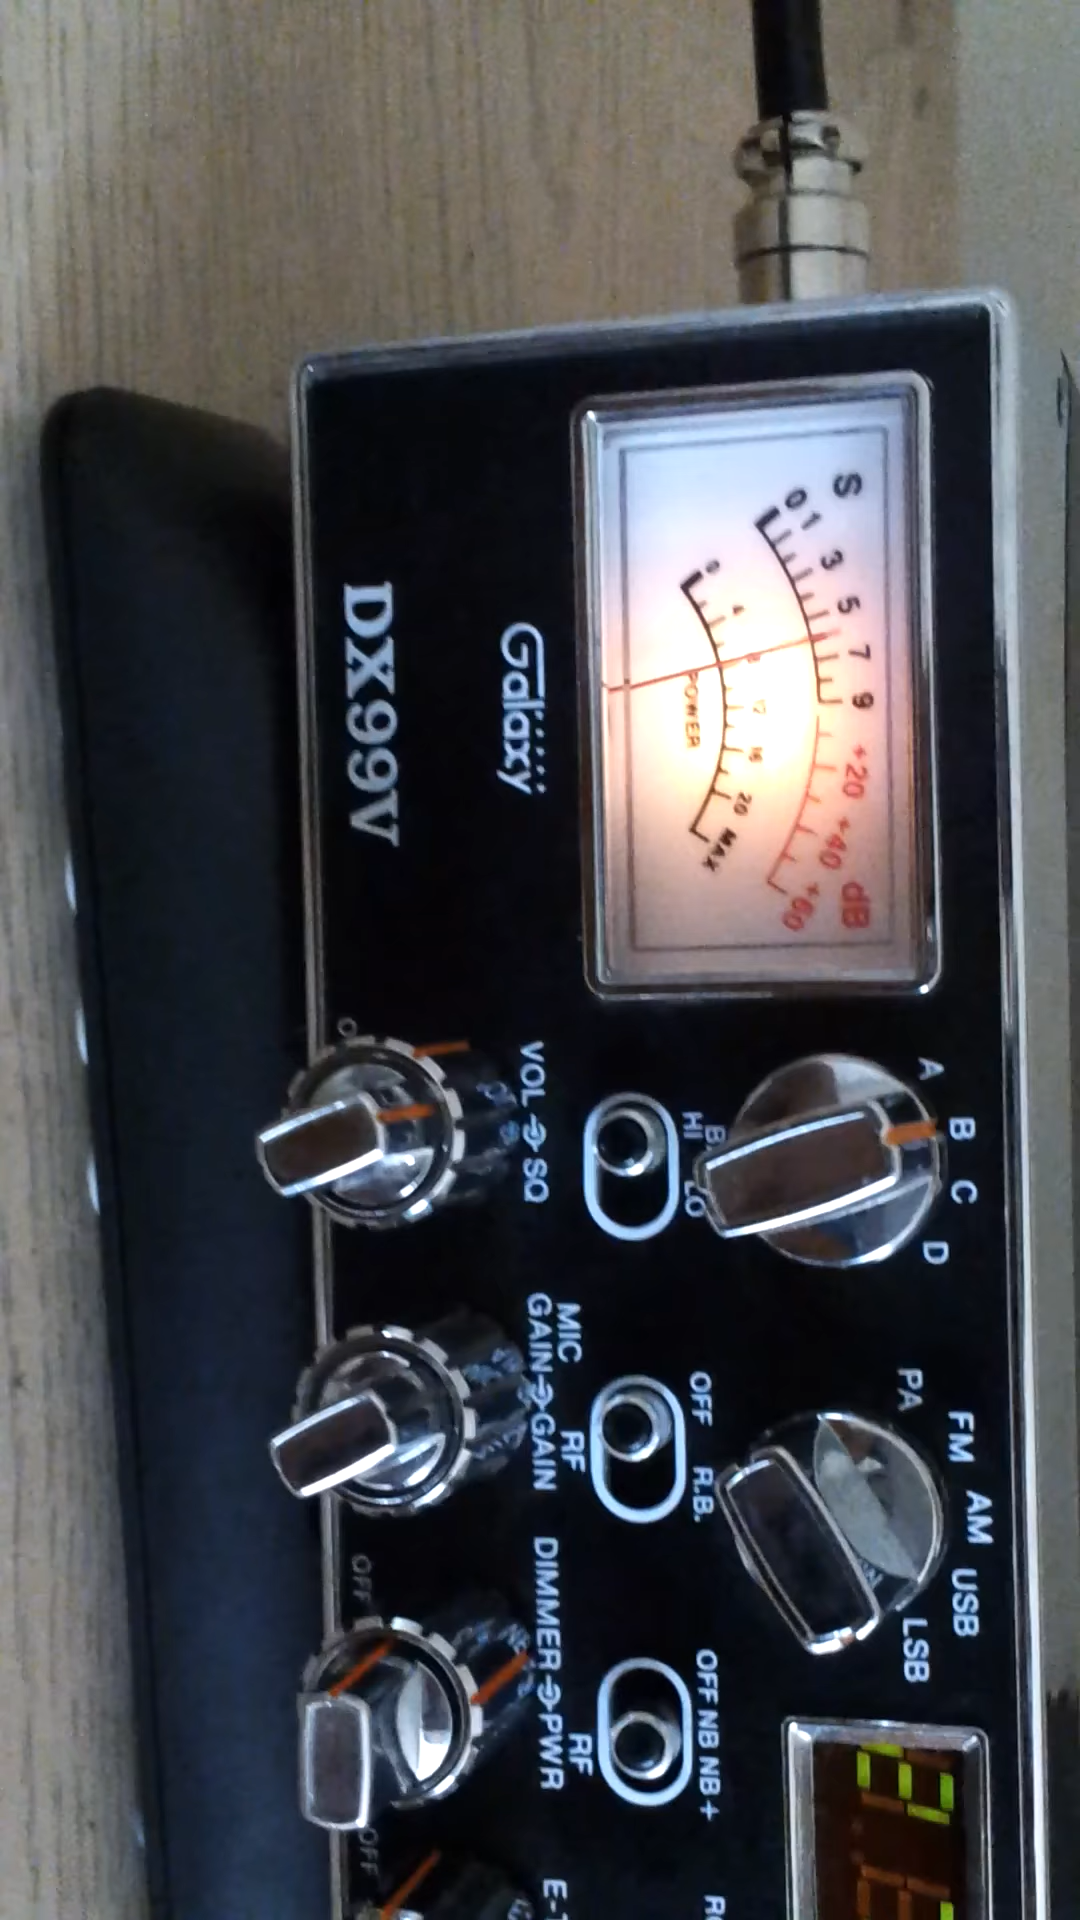 S
0 1 3 5 7 9 +20 +40 +60
dB
0 4 8 12 16 20 MAX
POWER
Galaxy
DX99V
A B C D
PA FM AM USB LSB
HI LO
OFF R.B.
OFF NB NB+
VOL SQ
MIC
GAIN
RF
GAIN
DIMMER
RF
PWR
OFF
OFF